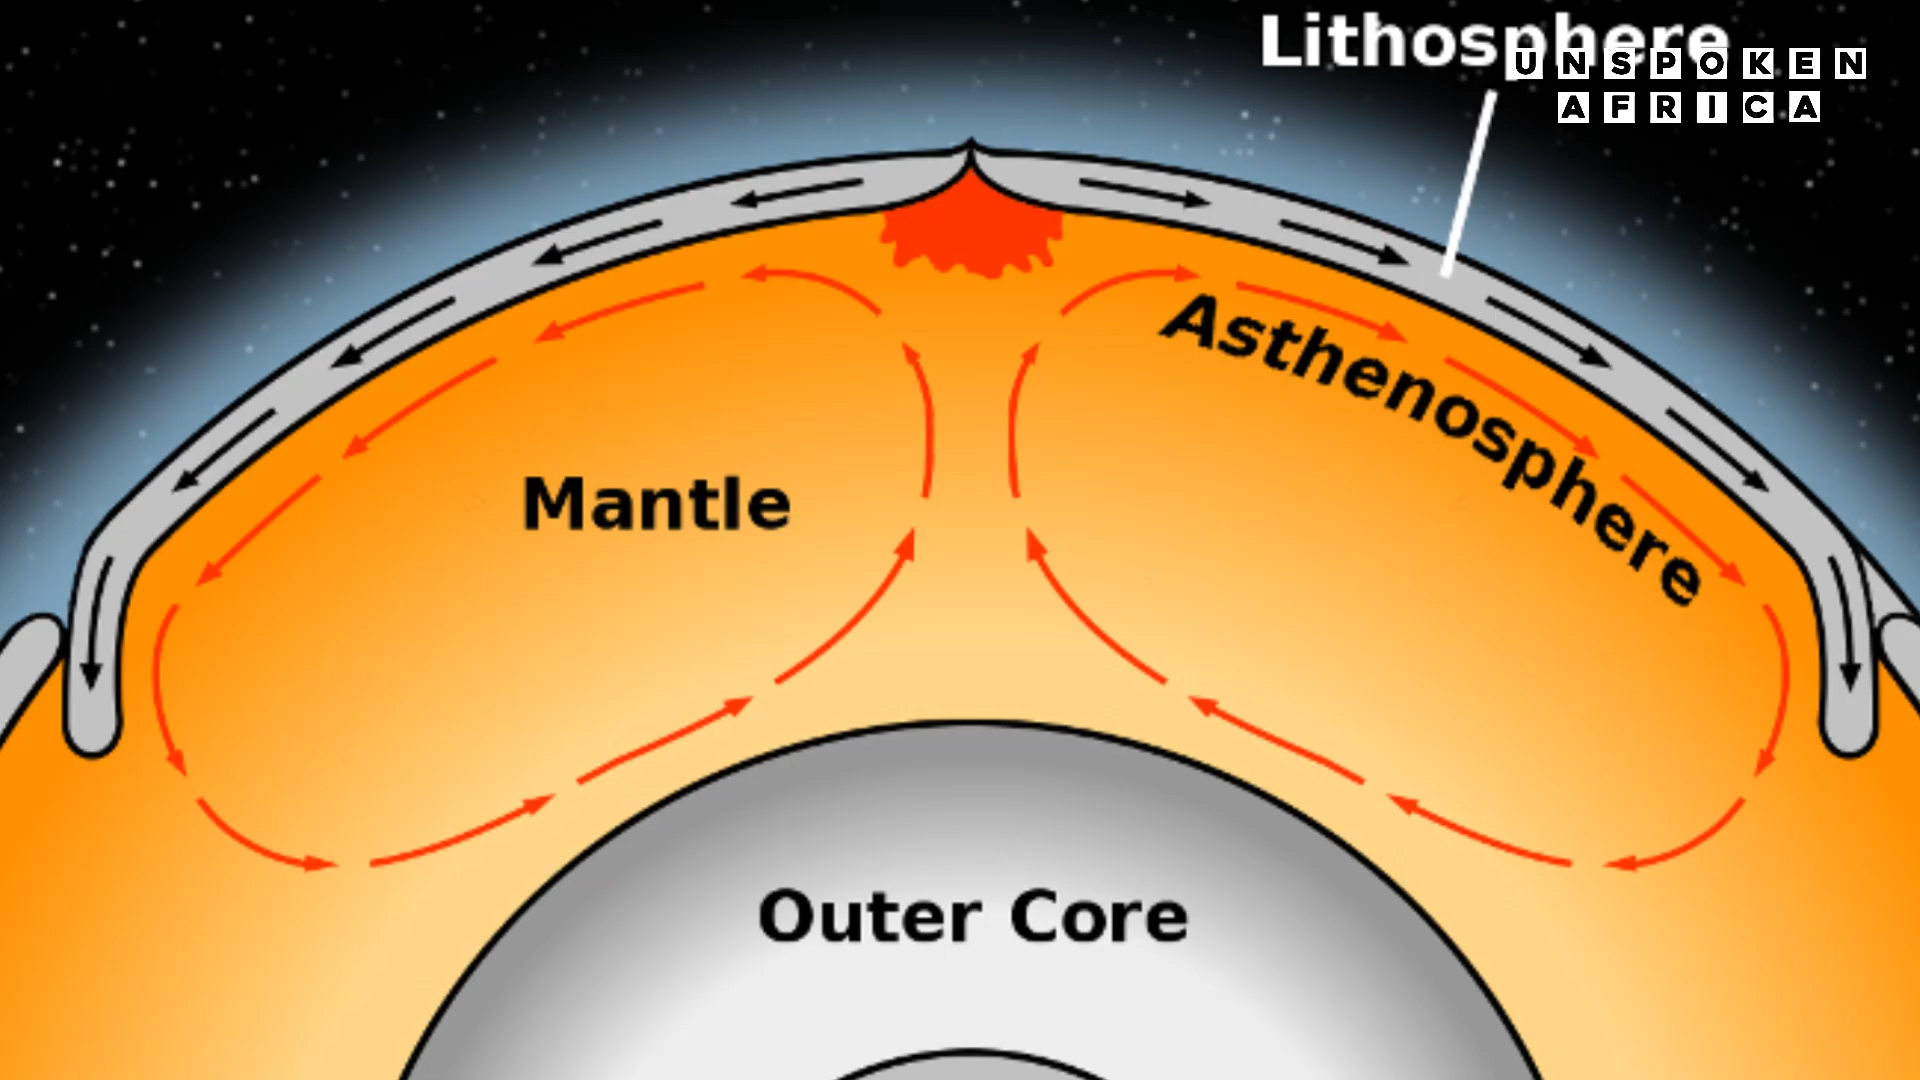 Lithosphere
UNSPOKEN
AFRICA
Asthenosphere
Mantle
Outer Core